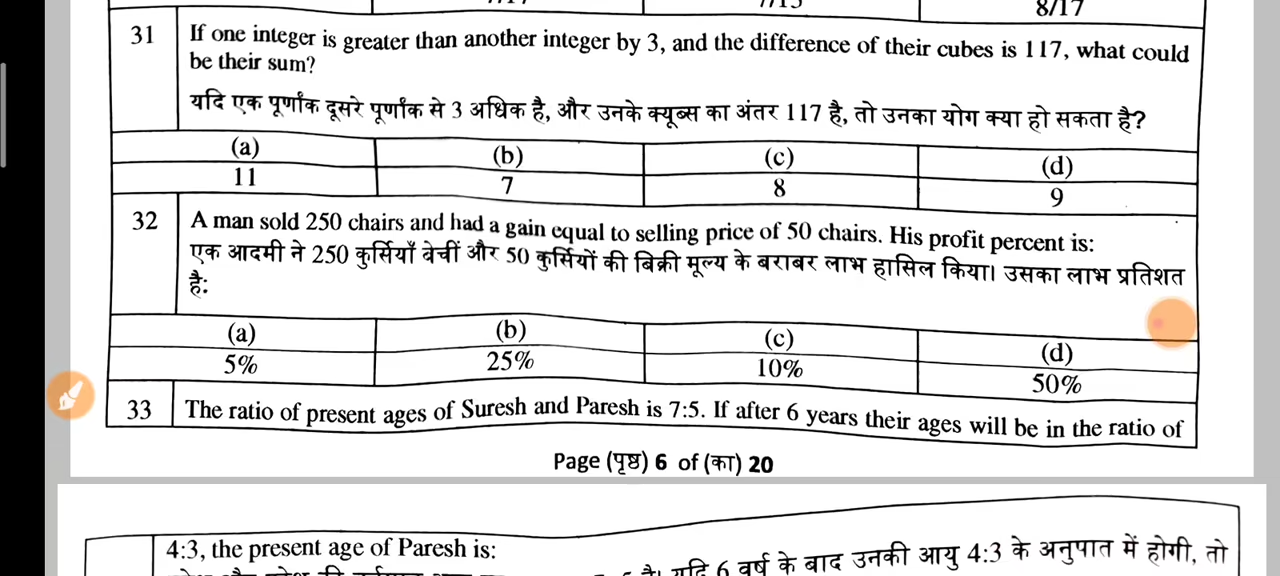 8/17
31
If one integer is greater than another integer by 3, and the difference of their cubes is 117, what could
be their sum?
यदि एक पूर्णांक दूसरे पूर्णांक से 3 अधिक है, और उनके क्यूब्स का अंतर 117 है, तो उनका योग क्या हो सकता है?
(a) (b) (c) (d)
11 7 8 9
32
A man sold 250 chairs and had a gain equal to selling price of 50 chairs. His profit percent is:
एक आदमी ने 250 कुर्सियाँ बेचीं और 50 कुर्सियों की बिक्री मूल्य के बराबर लाभ हासिल किया। उसका लाभ प्रतिशत
है:
(a) (b) (c) (d)
5% 25% 10% 50%
33
The ratio of present ages of Suresh and Paresh is 7:5. If after 6 years their ages will be in the ratio of
Page (पृष्ठ) 6 of (का) 20
4:3, the present age of Paresh is:
यदि 6 वर्ष के बाद उनकी आयु 4:3 के अनुपात में होगी, तो